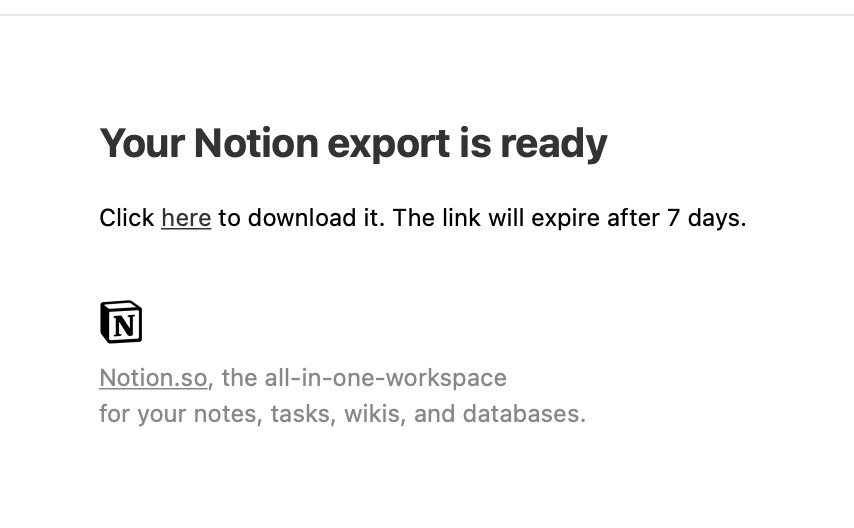 Your Notion export is ready
Click here to download it. The link will expire after 7 days.
N
Notion.so, the all-in-one-workspace
for your notes, tasks, wikis, and databases.